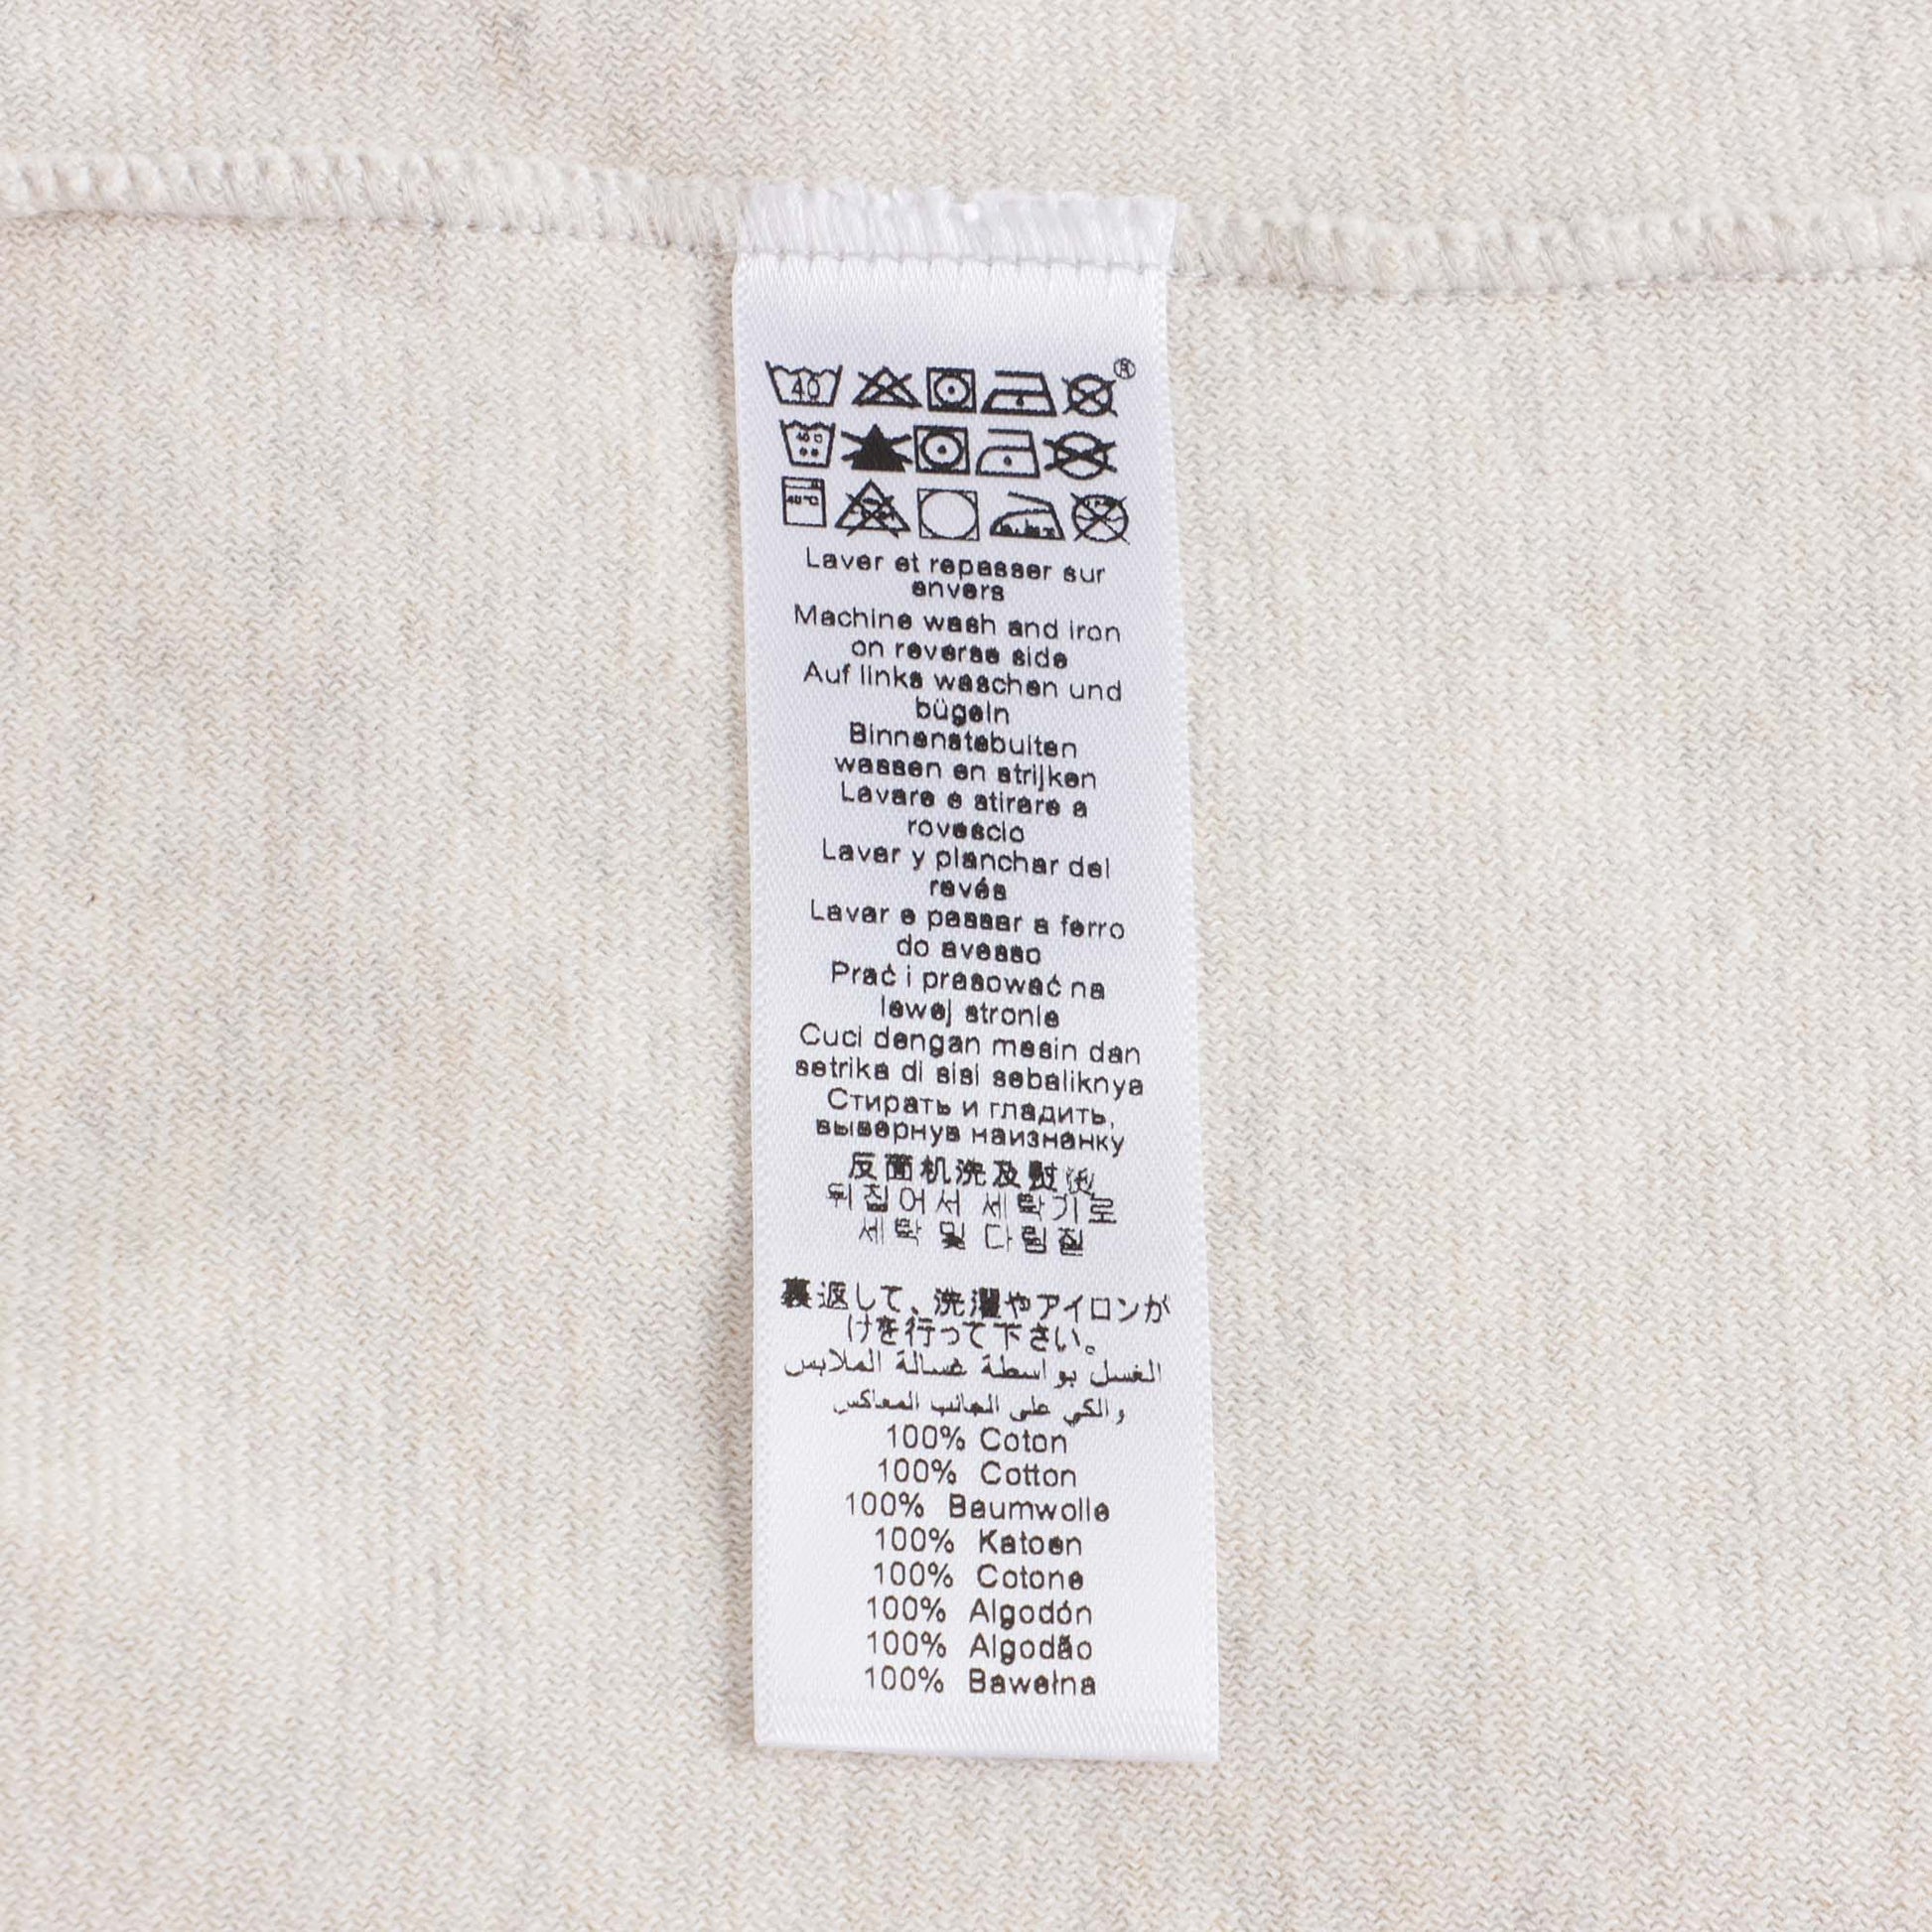 40
®
40
40°C
Laver et repasser sur
envers
Machine wash and iron
on reverse side
Auf links waschen und
bügeln
Binnenstebuiten
wassen en strijken
Lavare e stirare a
rovescio
Lavar y planchar del
revés
Lavar e passar a ferro
do avesso
Prać i prasować na
lewej stronie
Cuci dengan mesin dan
setrika di sisi sebaliknya
Стирать и гладить,
вывернув наизнанку
反面机洗及熨烫
뒤집어서 세탁기로
세탁 및 다림질
裏返して、洗濯やアイロンが
けを行って下さい。
الغسل بواسطة غسالة الملابس
والكي على الجانب المعاكس
100% Coton
100% Cotton
100% Baumwolle
100% Katoen
100% Cotone
100% Algodón
100% Algodão
100% Bawełna